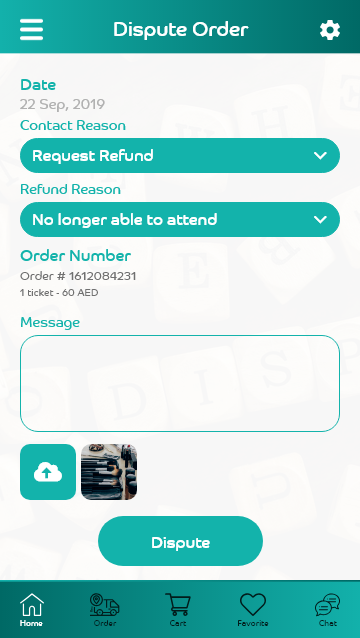 Dispute Order
Date
22 Sep, 2019
Contact Reason
Request Refund
Refund Reason
No longer able to attend
Order Number
Order # 1612084231
1 ticket - 60 AED
Message
Dispute
Home
Order
Cart
Favorite
Chat